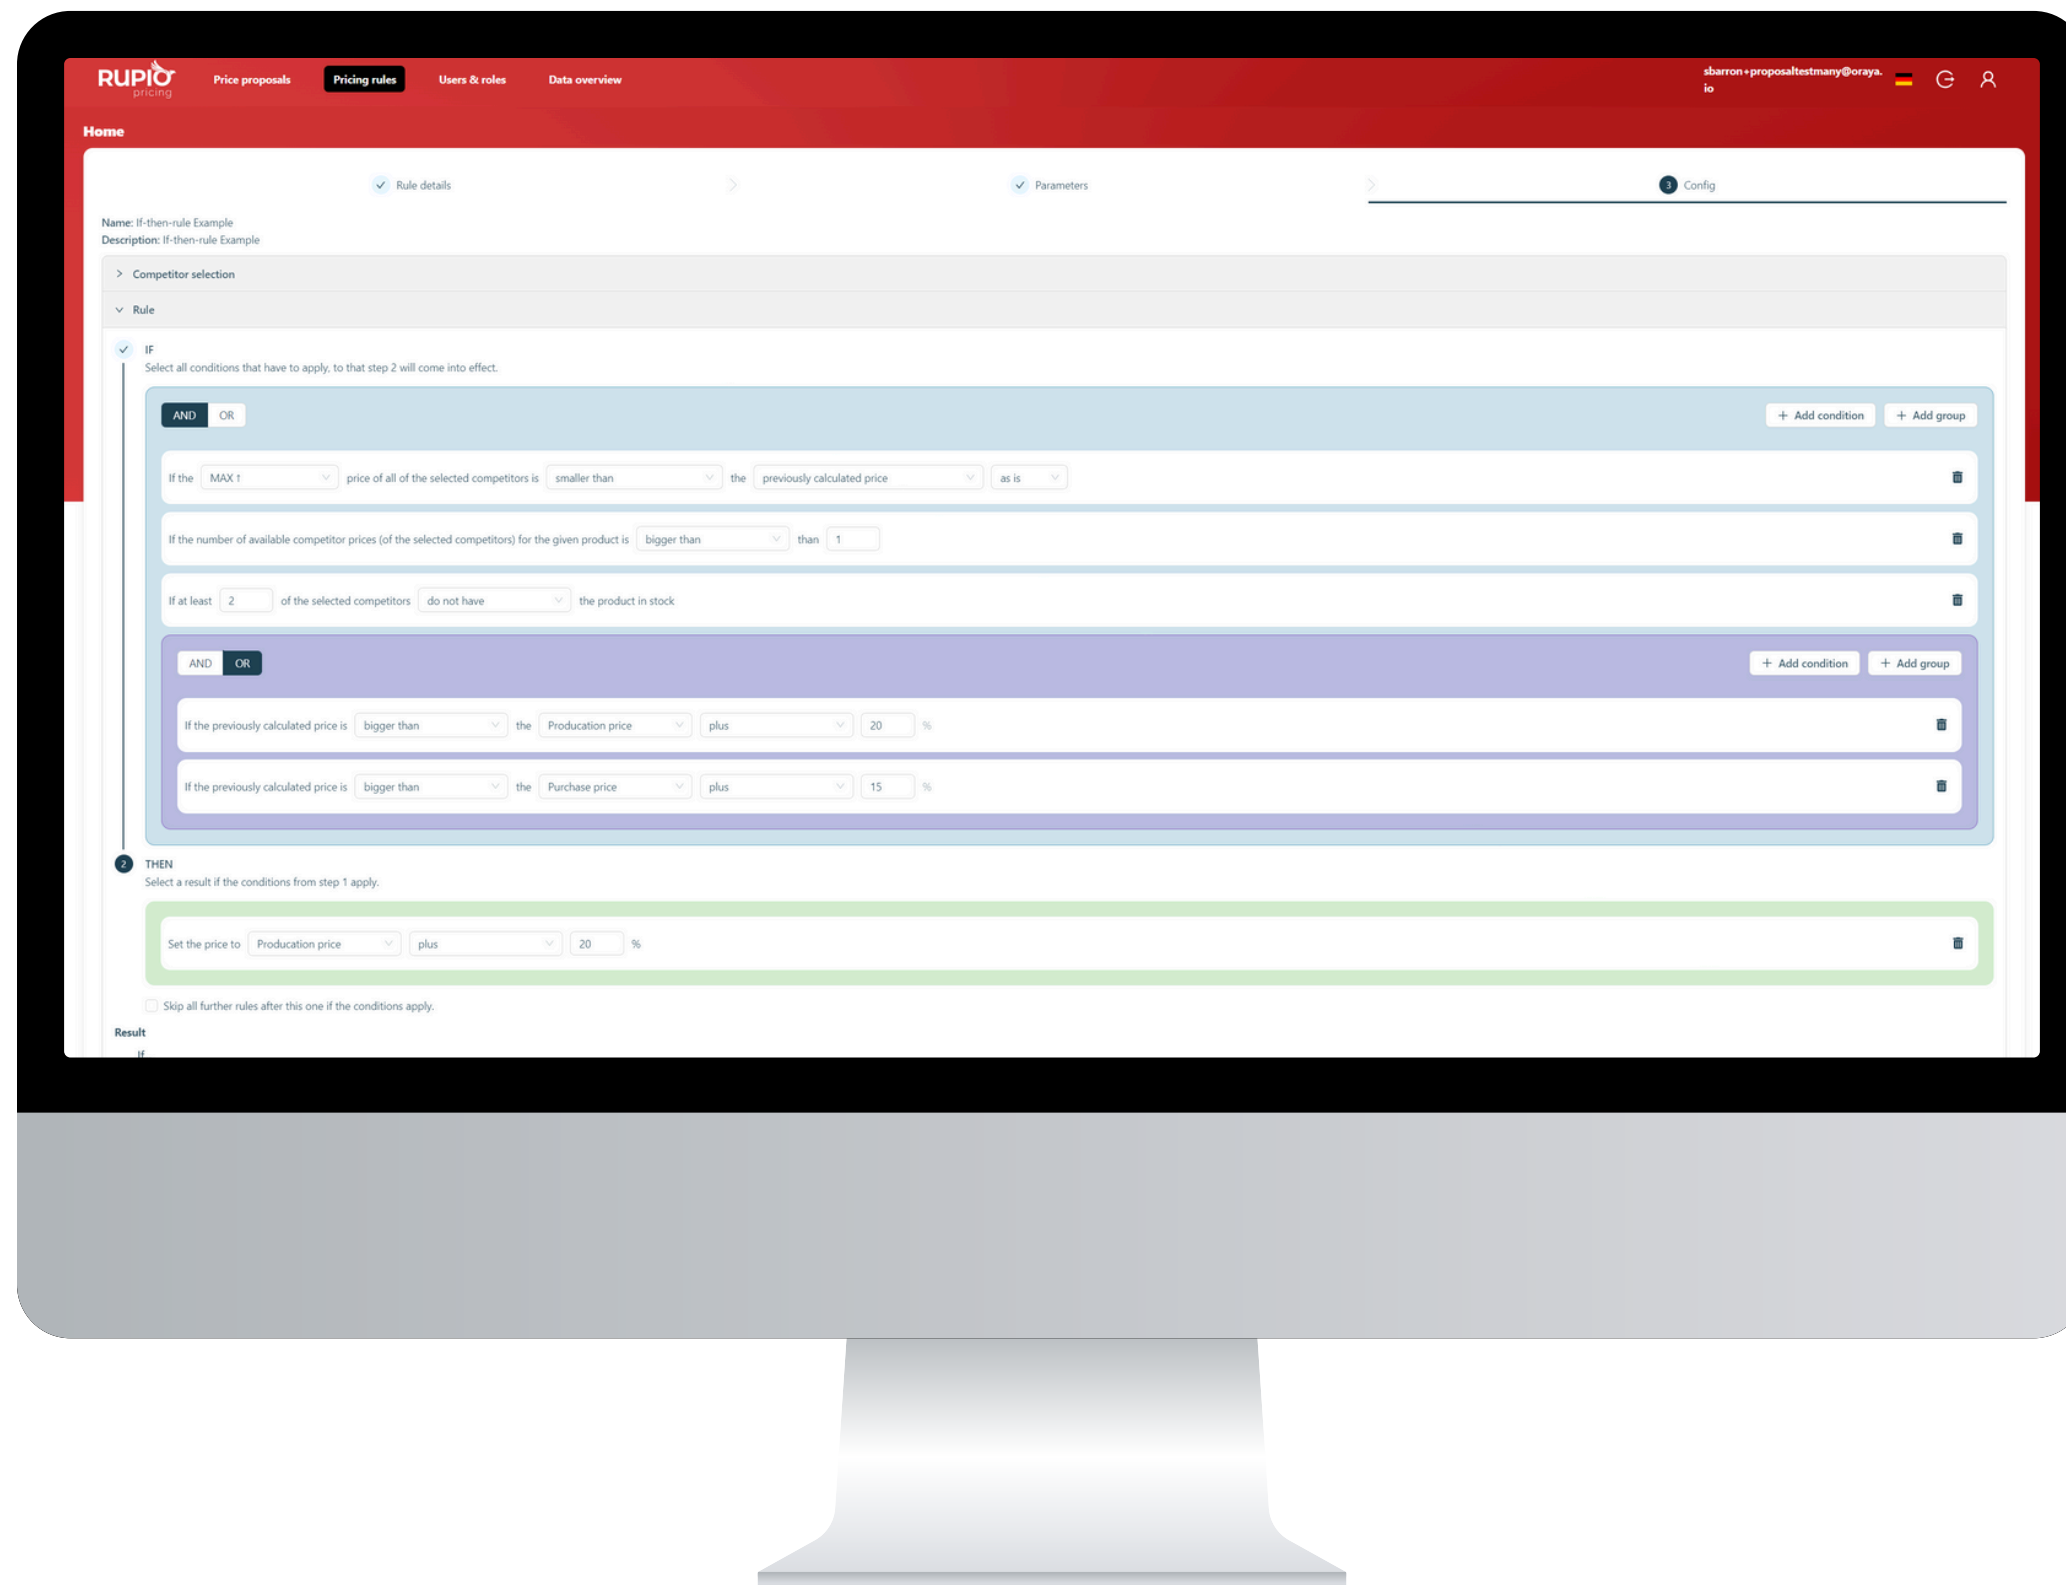 RUPIO
pricing
Price proposals Pricing rules Users & roles Data overview
sbarron+proposaltestmany@oraya.
io
Home
Rule details Parameters 3 Config
Name: If-then-rule Example
Description: If-then-rule Example
Competitor selection
Rule
IF
Select all conditions that have to apply, to that step 2 will come into effect.
AND OR + Add condition + Add group
If the MAX ↑ price of all of the selected competitors is smaller than the previously calculated price as is
If the number of available competitor prices (of the selected competitors) for the given product is bigger than than 1
If at least 2 of the selected competitors do not have the product in stock
AND OR + Add condition + Add group
If the previously calculated price is bigger than the Producation price plus 20 %
If the previously calculated price is bigger than the Purchase price plus 15 %
2 THEN
Select a result if the conditions from step 1 apply.
Set the price to Producation price plus 20 %
Skip all further rules after this one if the conditions apply.
Result
If